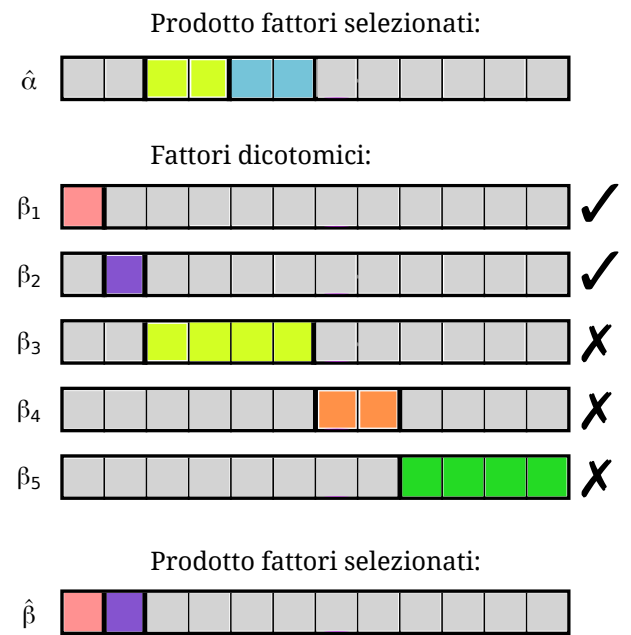 Prodotto fattori selezionati:
α̂
Fattori dicotomici:
β₁ ✓
β₂ ✓
β₃ ✗
β₄ ✗
β₅ ✗
Prodotto fattori selezionati:
β̂